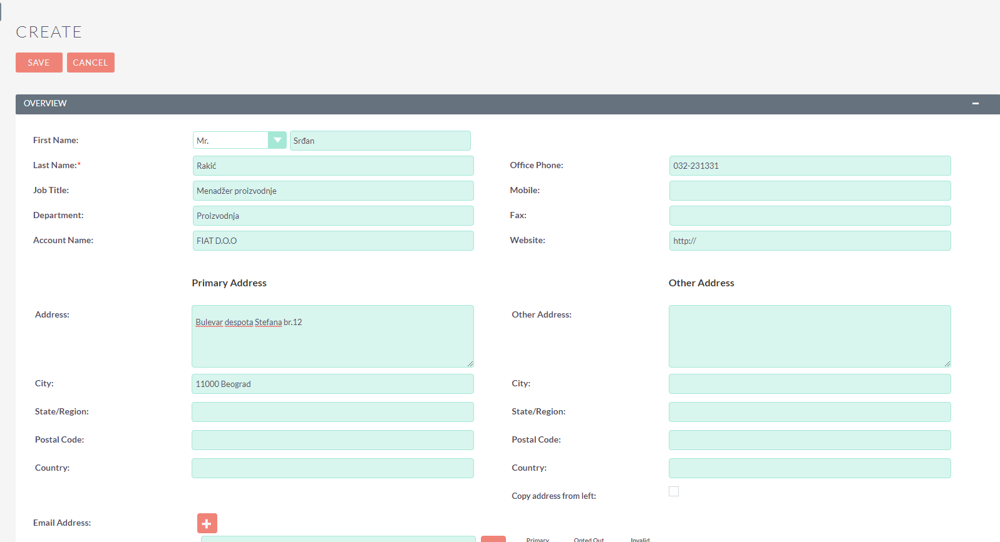 CREATE
SAVE CANCEL
OVERVIEW
First Name: Mr. Srđan
Last Name:* Rakić Office Phone: 032-231331
Job Title: Menadžer proizvodnje Mobile:
Department: Proizvodnja Fax:
Account Name: FIAT D.O.O Website: http://
Primary Address Other Address
Address: Bulevar despota Stefana br.12 Other Address:
City: 11000 Beograd City:
State/Region: State/Region:
Postal Code: Postal Code:
Country: Country:
Copy address from left:
Email Address:
Primary Opted Out Invalid